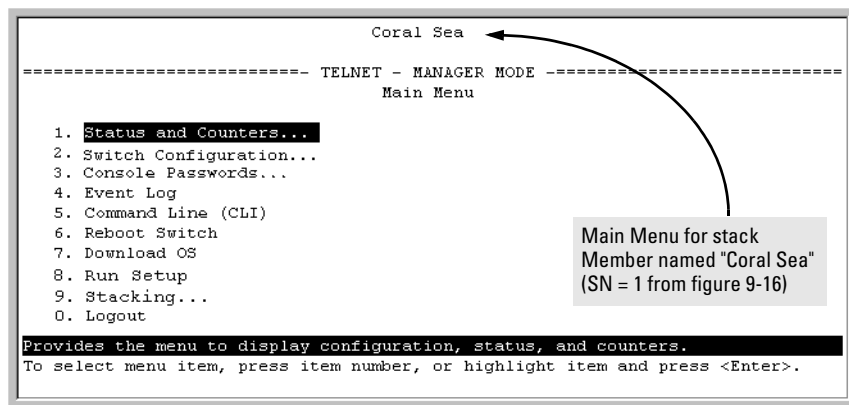 Coral Sea
==========================- TELNET - MANAGER MODE -==========================
Main Menu
1. Status and Counters...
2. Switch Configuration...
3. Console Passwords...
4. Event Log
5. Command Line (CLI)
6. Reboot Switch
7. Download OS
8. Run Setup
9. Stacking...
0. Logout
Main Menu for stack
Member named "Coral Sea"
(SN = 1 from figure 9-16)
Provides the menu to display configuration, status, and counters.
To select menu item, press item number, or highlight item and press <Enter>.